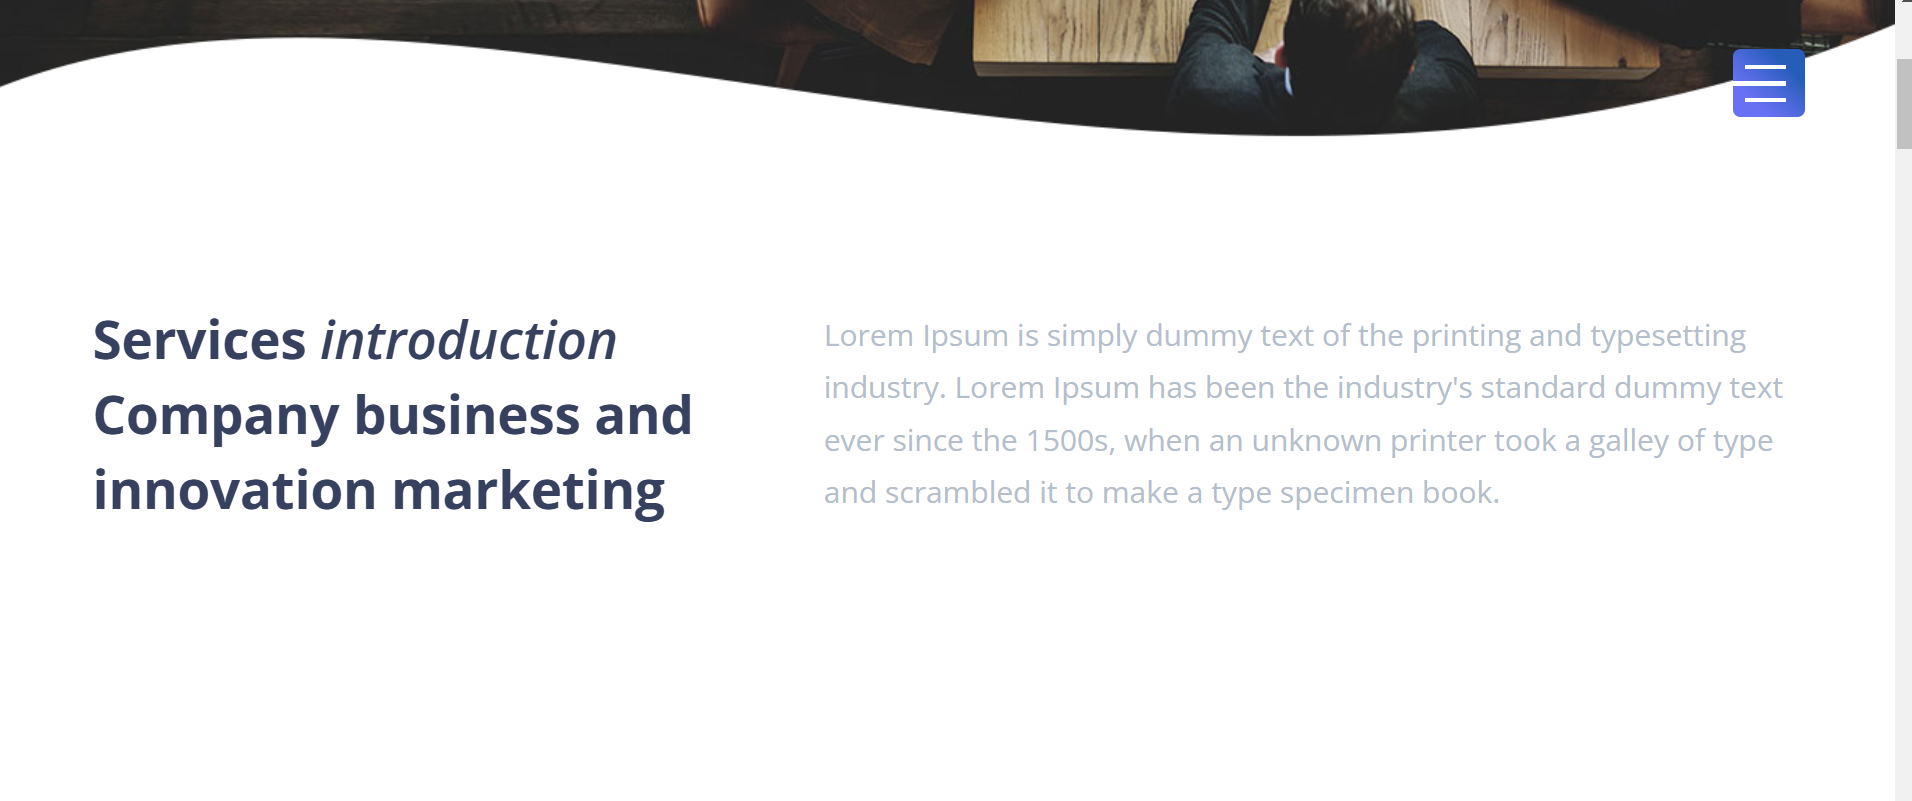 Services introduction
Company business and
innovation marketing
Lorem Ipsum is simply dummy text of the printing and typesetting
industry. Lorem Ipsum has been the industry's standard dummy text
ever since the 1500s, when an unknown printer took a galley of type
and scrambled it to make a type specimen book.